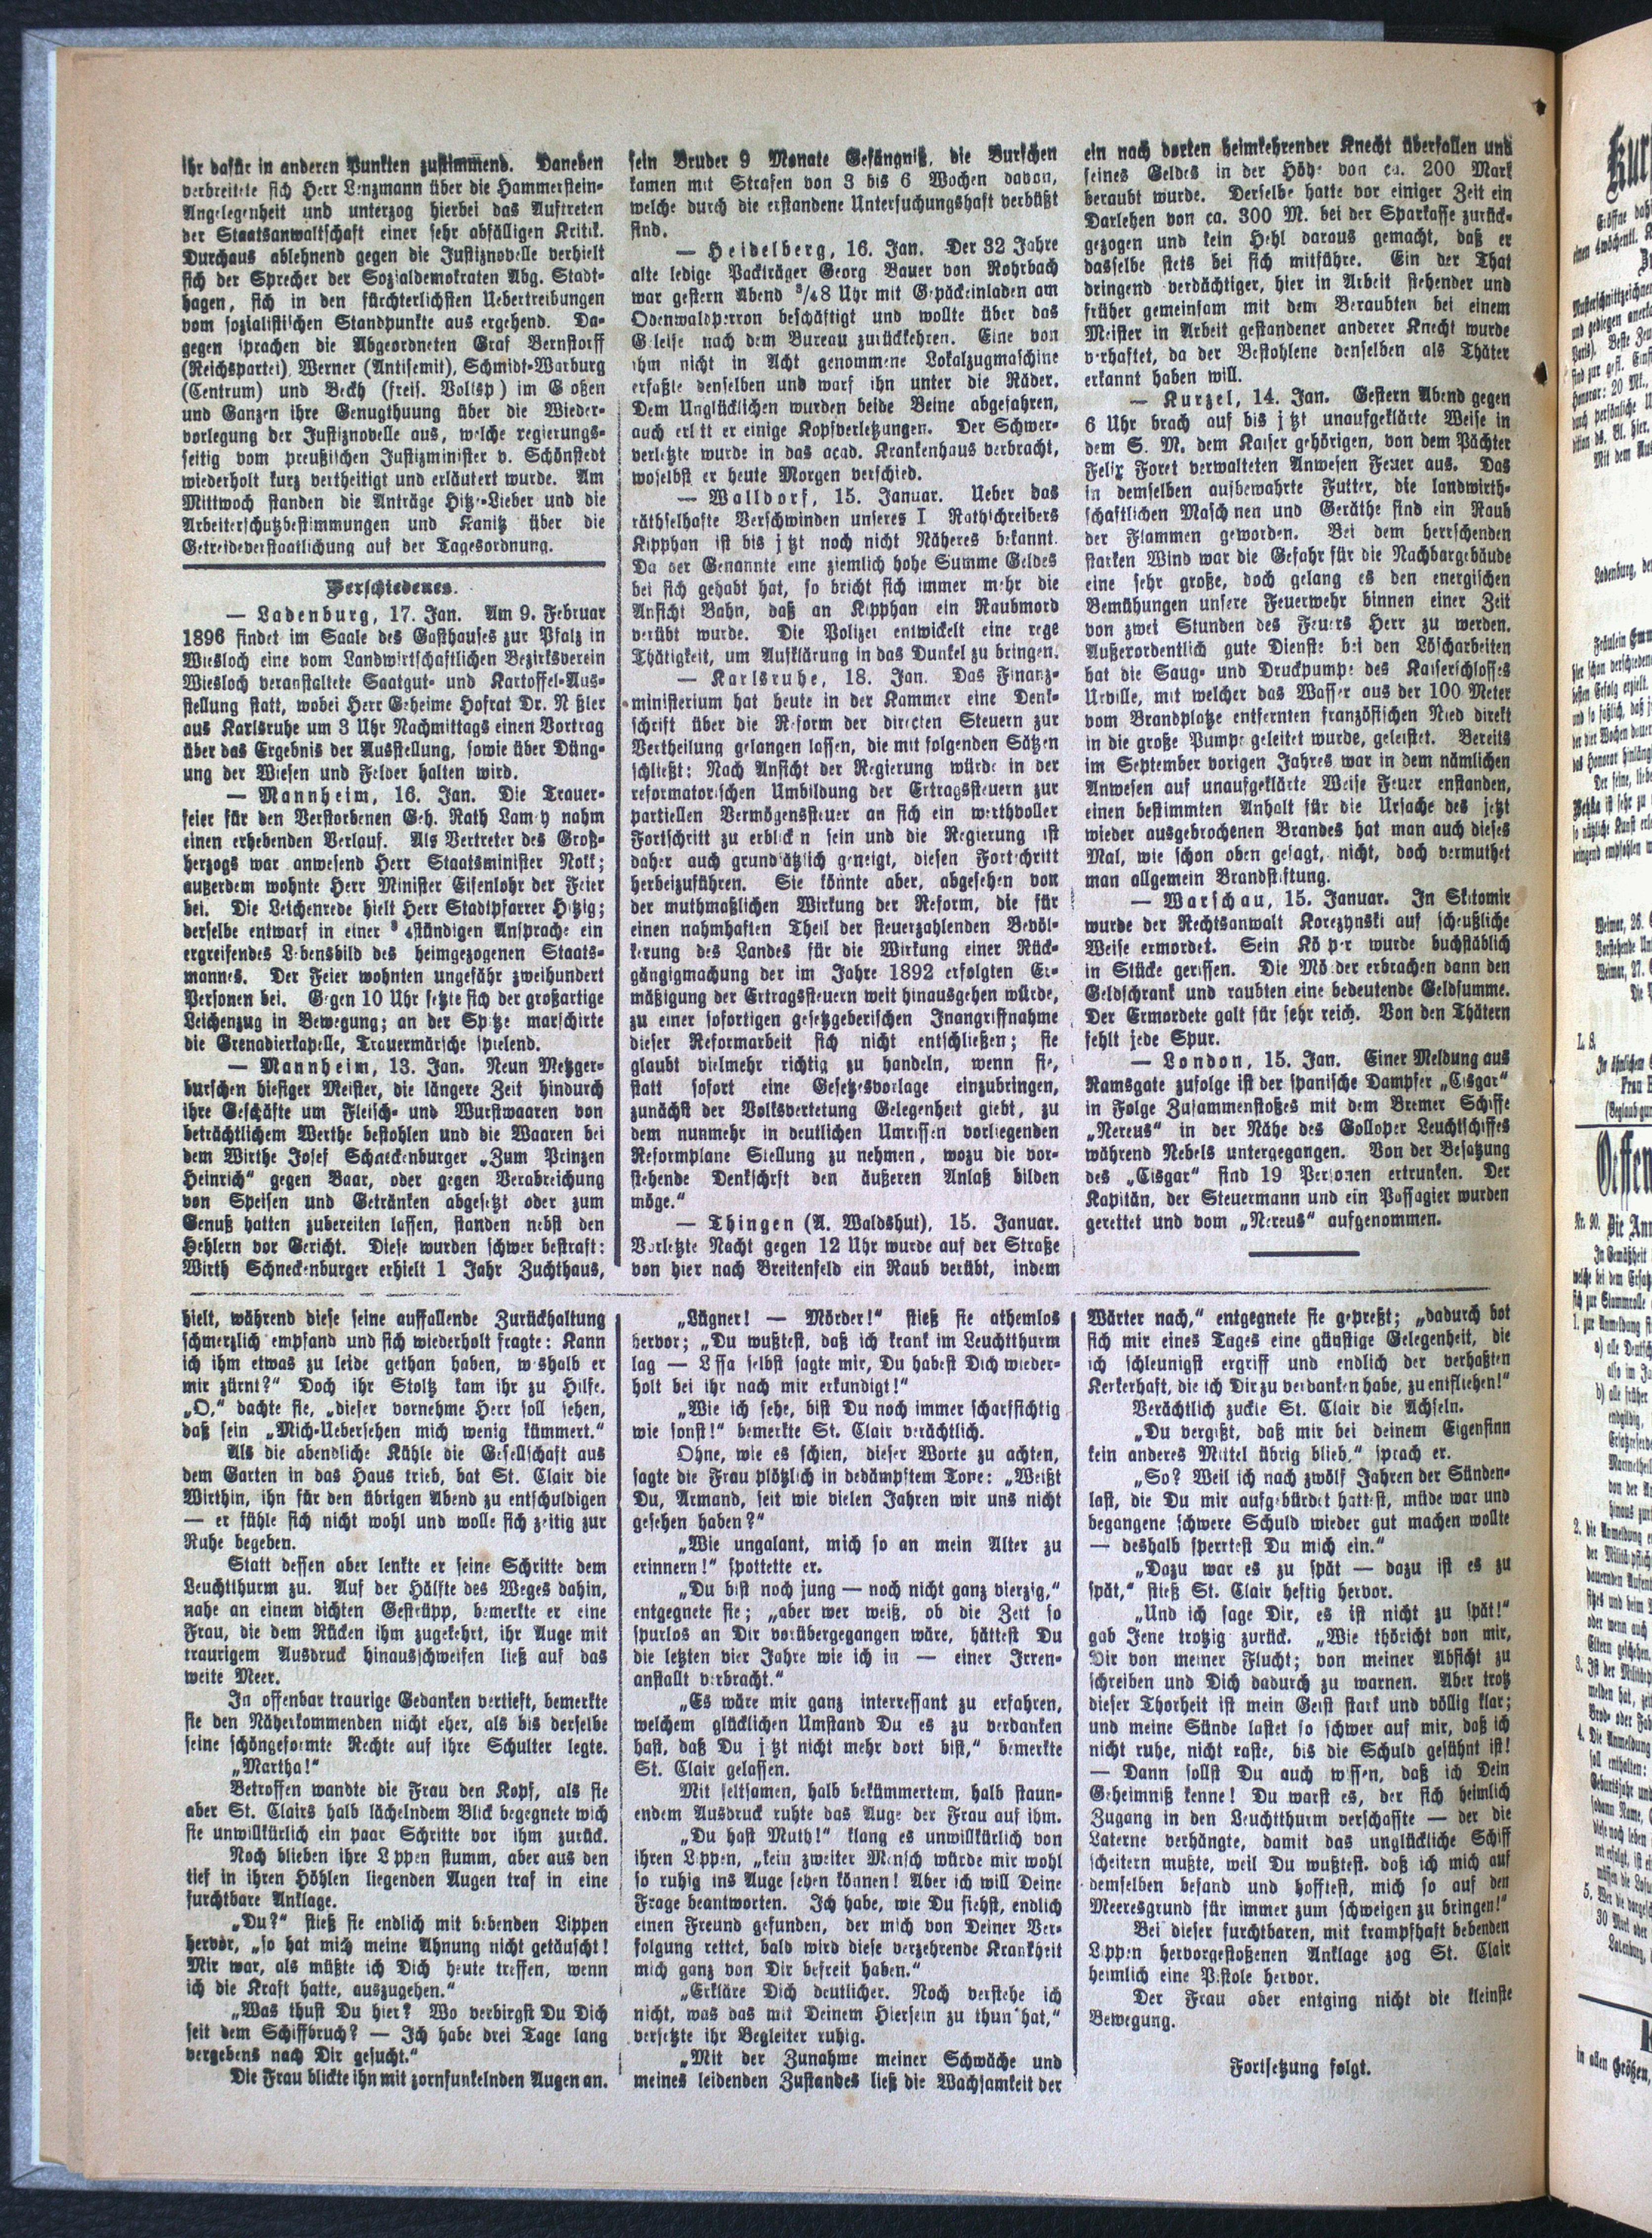 ihr dafür in anderen Punkten zustimmend. Daneben
verbreitete sich Herr Lenzmann über die Hammerstein-
Angelegenheit und unterzog hierbei das Auftreten
der Staatsanwaltschaft einer sehr abfälligen Kritik.
Durchaus ablehnend gegen die Justiznovelle verhielt
sich der Sprecher der Sozialdemokraten Abg. Stadt-
hagen, sich in den fürchterlichsten Uebertreibungen
vom sozialistischen Standpunkte aus ergehend. Da-
gegen sprachen die Abgeordneten Graf Bernstorff
(Reichspartei), Werner (Antisemit), Schmidt-Warburg
(Centrum) und Beckh (freis. Volksp) im Großen
und Ganzen ihre Genugthuung über die Wieder-
vorlegung der Justiznovelle aus, welche regierungs-
seitig vom preußischen Justizminister v. Schönstedt
wiederholt kurz vertheitigt und erläutert wurde. Am
Mittwoch standen die Anträge Hitze-Lieber und die
Arbeiterschutzbestimmungen und Kanitz über die
Getreideverstaatlichung auf der Tagesordnung.
Verschiedenes.
— Ladenburg, 17. Jan. Am 9. Februar
1896 findet im Saale des Gasthauses zur Pfalz in
Wiesloch eine vom Landwirtschaftlichen Bezirksverein
Wiesloch veranstaltete Saatgut- und Kartoffel-Aus-
stellung statt, wobei Herr Geheime Hofrat Dr. Neßler
aus Karlsruhe um 3 Uhr Nachmittags einen Vortrag
über das Ergebnis der Ausstellung, sowie über Düng-
ung der Wiesen und Felder halten wird.
— Mannheim, 16. Jan. Die Trauer-
feier für den Verstorbenen Geh. Rath Lamey nahm
einen erhebenden Verlauf. Als Vertreter des Groß-
herzogs war anwesend Herr Staatsminister Nokk;
außerdem wohnte Herr Minister Eisenlohr der Feier
bei. Die Leichenrede hielt Herr Stadtpfarrer Hitzig;
derselbe entwarf in einer ³/₄stündigen Ansprache ein
ergreifendes Lebensbild des heimgezogenen Staats-
mannes. Der Feier wohnten ungefähr zweihundert
Personen bei. Gegen 10 Uhr setzte sich der großartige
Leichenzug in Bewegung; an der Spitze marschirte
die Grenadierkapelle, Trauermärsche spielend.
— Mannheim, 13. Jan. Neun Metzger-
burschen hiesiger Meister, die längere Zeit hindurch
ihre Geschäfte um Fleisch- und Wurstwaaren von
beträchtlichem Werthe bestohlen und die Waaren bei
dem Wirthe Josef Schneckenburger „Zum Prinzen
Heinrich“ gegen Baar, oder gegen Verabreichung
von Speisen und Getränken abgesetzt oder zum
Genuß hatten zubereiten lassen, standen nebst den
Hehlern vor Gericht. Diese wurden schwer bestraft:
Wirth Schneckenburger erhielt 1 Jahr Zuchthaus,
sein Bruder 9 Monate Gefängniß, die Burschen
kamen mit Strafen von 3 bis 6 Wochen davon,
welche durch die erstandene Untersuchungshaft verbüßt
sind.
— Heidelberg, 16. Jan. Der 32 Jahre
alte ledige Packträger Georg Bauer von Rohrbach
war gestern Abend ³/₄8 Uhr mit Gepäckeinladen am
Odenwaldperron beschäftigt und wollte über das
Geleise nach dem Bureau zurückkehren. Eine von
ihm nicht in Acht genommene Lokalzugmaschine
erfaßte denselben und warf ihn unter die Räder.
Dem Unglücklichen wurden beide Beine abgefahren,
auch erlitt er einige Kopfverletzungen. Der Schwer-
verletzte wurde in das acad. Krankenhaus verbracht,
woselbst er heute Morgen verschied.
— Walldorf, 15. Januar. Ueber das
räthselhafte Verschwinden unseres I Rathschreibers
Kipphan ist bis jetzt noch nicht Näheres bekannt.
Da der Genannte eine ziemlich hohe Summe Geldes
bei sich gehabt hat, so bricht sich immer mehr die
Ansicht Bahn, daß an Kipphan ein Raubmord
verübt wurde. Die Polizei entwickelt eine rege
Thätigkeit, um Aufklärung in das Dunkel zu bringen.
— Karlsruhe, 18. Jan. Das Finanz-
ministerium hat heute in der Kammer eine Denk-
schrift über die Reform der directen Steuern zur
Vertheilung gelangen lassen, die mit folgenden Sätzen
schließt: Nach Ansicht der Regierung würde in der
reformatorischen Umbildung der Ertragssteuern zur
partiellen Vermögenssteuer an sich ein werthvoller
Fortschritt zu erblicken sein und die Regierung ist
daher auch grundsätzlich geneigt, diesen Fortschritt
herbeizuführen. Sie könnte aber, abgesehen von
der muthmaßlichen Wirkung der Reform, die für
einen nahmhaften Theil der steuerzahlenden Bevöl-
kerung des Landes für die Wirkung einer Rück-
gängigmachung der im Jahre 1892 erfolgten Er-
mäßigung der Ertragssteuern weit hinausgehen würde,
zu einer sofortigen gesetzgeberischen Inangriffnahme
dieser Reformarbeit sich nicht entschließen; sie
glaubt vielmehr richtig zu handeln, wenn sie,
statt sofort eine Gesetzesvorlage einzubringen,
zunächst der Volksvertetung Gelegenheit giebt, zu
dem nunmehr in deutlichen Umrissen vorliegenden
Reformplane Stellung zu nehmen, wozu die vor-
stehende Denkschrft den äußeren Anlaß bilden
möge.“
— Thingen (A. Waldshut), 15. Januar.
Vorletzte Nacht gegen 12 Uhr wurde auf der Straße
von hier nach Breitenfeld ein Raub verübt, indem
ein nach dorten heimkehrender Knecht überfallen und
seines Geldes in der Höhe von ca. 200 Mark
beraubt wurde. Derselbe hatte vor einiger Zeit ein
Darlehen von ca. 300 M. bei der Sparkasse zurück-
gezogen und kein Hehl daraus gemacht, daß er
dasselbe stets bei sich mitführe. Ein der That
dringend verdächtiger, hier in Arbeit stehender und
früher gemeinsam mit dem Beraubten bei einem
Meister in Arbeit gestandener anderer Knecht wurde
verhaftet, da der Bestohlene denselben als Thäter
erkannt haben will.
— Kurzel, 14. Jan. Gestern Abend gegen
6 Uhr brach auf bis jetzt unaufgeklärte Weise in
dem S. M. dem Kaiser gehörigen, von dem Pächter
Felix Foret verwalteten Anwesen Feuer aus. Das
in demselben aufbewahrte Futter, die landwirth-
schaftlichen Maschinen und Geräthe sind ein Raub
der Flammen geworden. Bei dem herrschenden
starken Wind war die Gefahr für die Nachbargebäude
eine sehr große, doch gelang es den energischen
Bemühungen unsere Feuerwehr binnen einer Zeit
von zwei Stunden des Feuers Herr zu werden.
Außerordentlich gute Dienste bei den Löscharbeiten
hat die Saug- und Druckpumpe des Kaiserschlosses
Urville, mit welcher das Wasser aus der 100 Meter
vom Brandplatze entfernten französischen Nied direkt
in die große Pumpe geleitet wurde, geleistet. Bereits
im September vorigen Jahres war in dem nämlichen
Anwesen auf unaufgeklärte Weise Feuer enstanden,
einen bestimmten Anhalt für die Ursache des jetzt
wieder ausgebrochenen Brandes hat man auch dieses
Mal, wie schon oben gesagt, nicht, doch vermuthet
man allgemein Brandstiftung.
— Warschau, 15. Januar. In Skitomir
wurde der Rechtsanwalt Korezynski auf scheußliche
Weise ermordet. Sein Körper wurde buchstäblich
in Stücke gerissen. Die Mörder erbrachen dann den
Geldschrank und raubten eine bedeutende Geldsumme.
Der Ermordete galt für sehr reich. Von den Thätern
fehlt jede Spur.
— London, 15. Jan. Einer Meldung aus
Ramsgate zufolge ist der spanische Dampfer „Cisgar“
in Folge Zusammenstoßes mit dem Bremer Schiffe
„Nereus“ in der Nähe des Golloper Leuchtschiffes
während Nebels untergegangen. Von der Besatzung
des „Cisgar“ sind 19 Personen ertrunken. Der
Kapitän, der Steuermann und ein Passagier wurden
gerettet und vom „Nereus“ aufgenommen.
hielt, während diese seine auffallende Zurückhaltung
schmerzlich empfand und sich wiederholt fragte: Kann
ich ihm etwas zu leide gethan haben, weshalb er
mir zürnt?“ Doch ihr Stoltz kam ihr zu Hilfe.
„O,“ dachte sie, „dieser vornehme Herr soll sehen,
daß sein „Mich-Uebersehen mich wenig kümmert.“
Als die abendliche Kühle die Gesellschaft aus
dem Garten in das Haus trieb, bat St. Clair die
Wirthin, ihn für den übrigen Abend zu entschuldigen
— er fühle sich nicht wohl und wolle sich zeitig zur
Ruhe begeben.
Statt dessen aber lenkte er seine Schritte dem
Leuchtthurm zu. Auf der Hälfte des Weges dahin,
nahe an einem dichten Gestrüpp, bemerkte er eine
Frau, die dem Rücken ihm zugekehrt, ihr Auge mit
traurigem Ausdruck hinausschweifen ließ auf das
weite Meer.
In offenbar traurige Gedanken vertieft, bemerkte
sie den Näherkommenden nicht eher, als bis derselbe
seine schöngeformte Rechte auf ihre Schulter legte.
„Martha!“
Betroffen wandte die Frau den Kopf, als sie
aber St. Clairs halb lächelndem Blick begegnete wich
sie unwillkürlich ein paar Schritte vor ihm zurück.
Noch blieben ihre Lippen stumm, aber aus den
tief in ihren Höhlen liegenden Augen traf in eine
furchtbare Anklage.
„Du?“ stieß sie endlich mit bebenden Lippen
hervor, „so hat mich meine Ahnung nicht getäuscht!
Mir war, als müßte ich Dich heute treffen, wenn
ich die Kraft hatte, auszugehen.“
„Was thust Du hier? Wo verbirgst Du Dich
seit dem Schiffbruch? — Ich habe drei Tage lang
vergebens nach Dir gesucht.“
Die Frau blickte ihn mit zornfunkelnden Augen an.
„Lügner! — Mörder!“ stieß sie athemlos
hervor; „Du wußtest, daß ich krank im Leuchtthurm
lag — Lissa selbst sagte mir, Du habest Dich wieder-
holt bei ihr nach mir erkundigt!“
„Wie ich sehe, bist Du noch immer scharfsichtig
wie sonst!“ bemerkte St. Clair verächtlich.
Ohne, wie es schien, dieser Worte zu achten,
sagte die Frau plötzlich in bedämpftem Tone: „Weißt
Du, Armand, seit wie vielen Jahren wir uns nicht
gesehen haben?“
„Wie ungalant, mich so an mein Alter zu
erinnern!“ spottette er.
„Du bist noch jung — noch nicht ganz vierzig,“
entgegnete sie; „aber wer weiß, ob die Zeit so
spurlos an Dir vorübergegangen wäre, hättest Du
die letzten vier Jahre wie ich in — einer Irren-
anstallt verbracht.“
„Es wäre mir ganz interressant zu erfahren,
welchem glücklichen Umstand Du es zu verdanken
hast, daß Du jetzt nicht mehr dort bist,“ bemerkte
St. Clair gelassen.
Mit seltsamen, halb bekümmertem, halb staun-
endem Ausdruck ruhte das Auge der Frau auf ihm.
„Du hast Muth!“ klang es unwillkürlich von
ihren Lippen, „kein zweiter Mensch würde mir wohl
so ruhig ins Auge sehen können! Aber ich will Deine
Frage beantworten. Ich habe, wie Du siehst, endlich
einen Freund gefunden, der mich von Deiner Ver-
folgung rettet, bald wird diese verzehrende Krankheit
mich ganz von Dir befreit haben.“
„Erkläre Dich deutlicher. Noch verstehe ich
nicht, was das mit Deinem Hiersein zu thun hat,“
versetzte ihr Begleiter ruhig.
„Mit der Zunahme meiner Schwäche und
meines leidenden Zustandes ließ die Wachsamkeit der
Wärter nach,“ entgegnete sie gepreßt; „dadurch bot
sich mir eines Tages eine günstige Gelegenheit, die
ich schleunigst ergriff und endlich der verhaßten
Kerkerhaft, die ich Dir zu verdanken habe, zu entfliehen!“
Verächtlich zuckte St. Clair die Achseln.
„Du vergißt, daß mir bei deinem Eigensinn
kein anderes Mittel übrig blieb,“ sprach er.
„So? Weil ich nach zwölf Jahren der Sünden-
last, die Du mir aufgebürdet hattest, müde war und
begangene schwere Schuld wieder gut machen wollte
— deshalb sperrtest Du mich ein.“
„Dazu war es zu spät — dazu ist es zu
spät,“ stieß St. Clair heftig hervor.
„Und ich sage Dir, es ist nicht zu spät!“
gab Jene trotzig zurück. „Wie thöricht von mir,
Dir von meiner Flucht; von meiner Absicht zu
schreiben und Dich dadurch zu warnen. Aber trotz
dieser Thorheit ist mein Geist stark und völlig klar;
und meine Sünde lastet so schwer auf mir, daß ich
nicht ruhe, nicht raste, bis die Schuld gesühnt ist!
— Dann sollst Du auch wissen, daß ich Dein
Geheimniß kenne! Du warst es, der sich heimlich
Zugang in den Leuchtthurm verschaffte — der die
Laterne verhängte, damit das unglückliche Schiff
scheitern mußte, weil Du wußtest. daß ich mich auf
demselben befand und hofftest, mich so auf den
Meeresgrund für immer zum schweigen zu bringen!“
Bei dieser furchtbaren, mit krampfhaft bebenden
Lippen hervorgestoßenen Anklage zog St. Clair
heimlich eine Pistole hervor.
Der Frau aber entging nicht die kleinste
Bewegung.
Fortsetzung folgt.